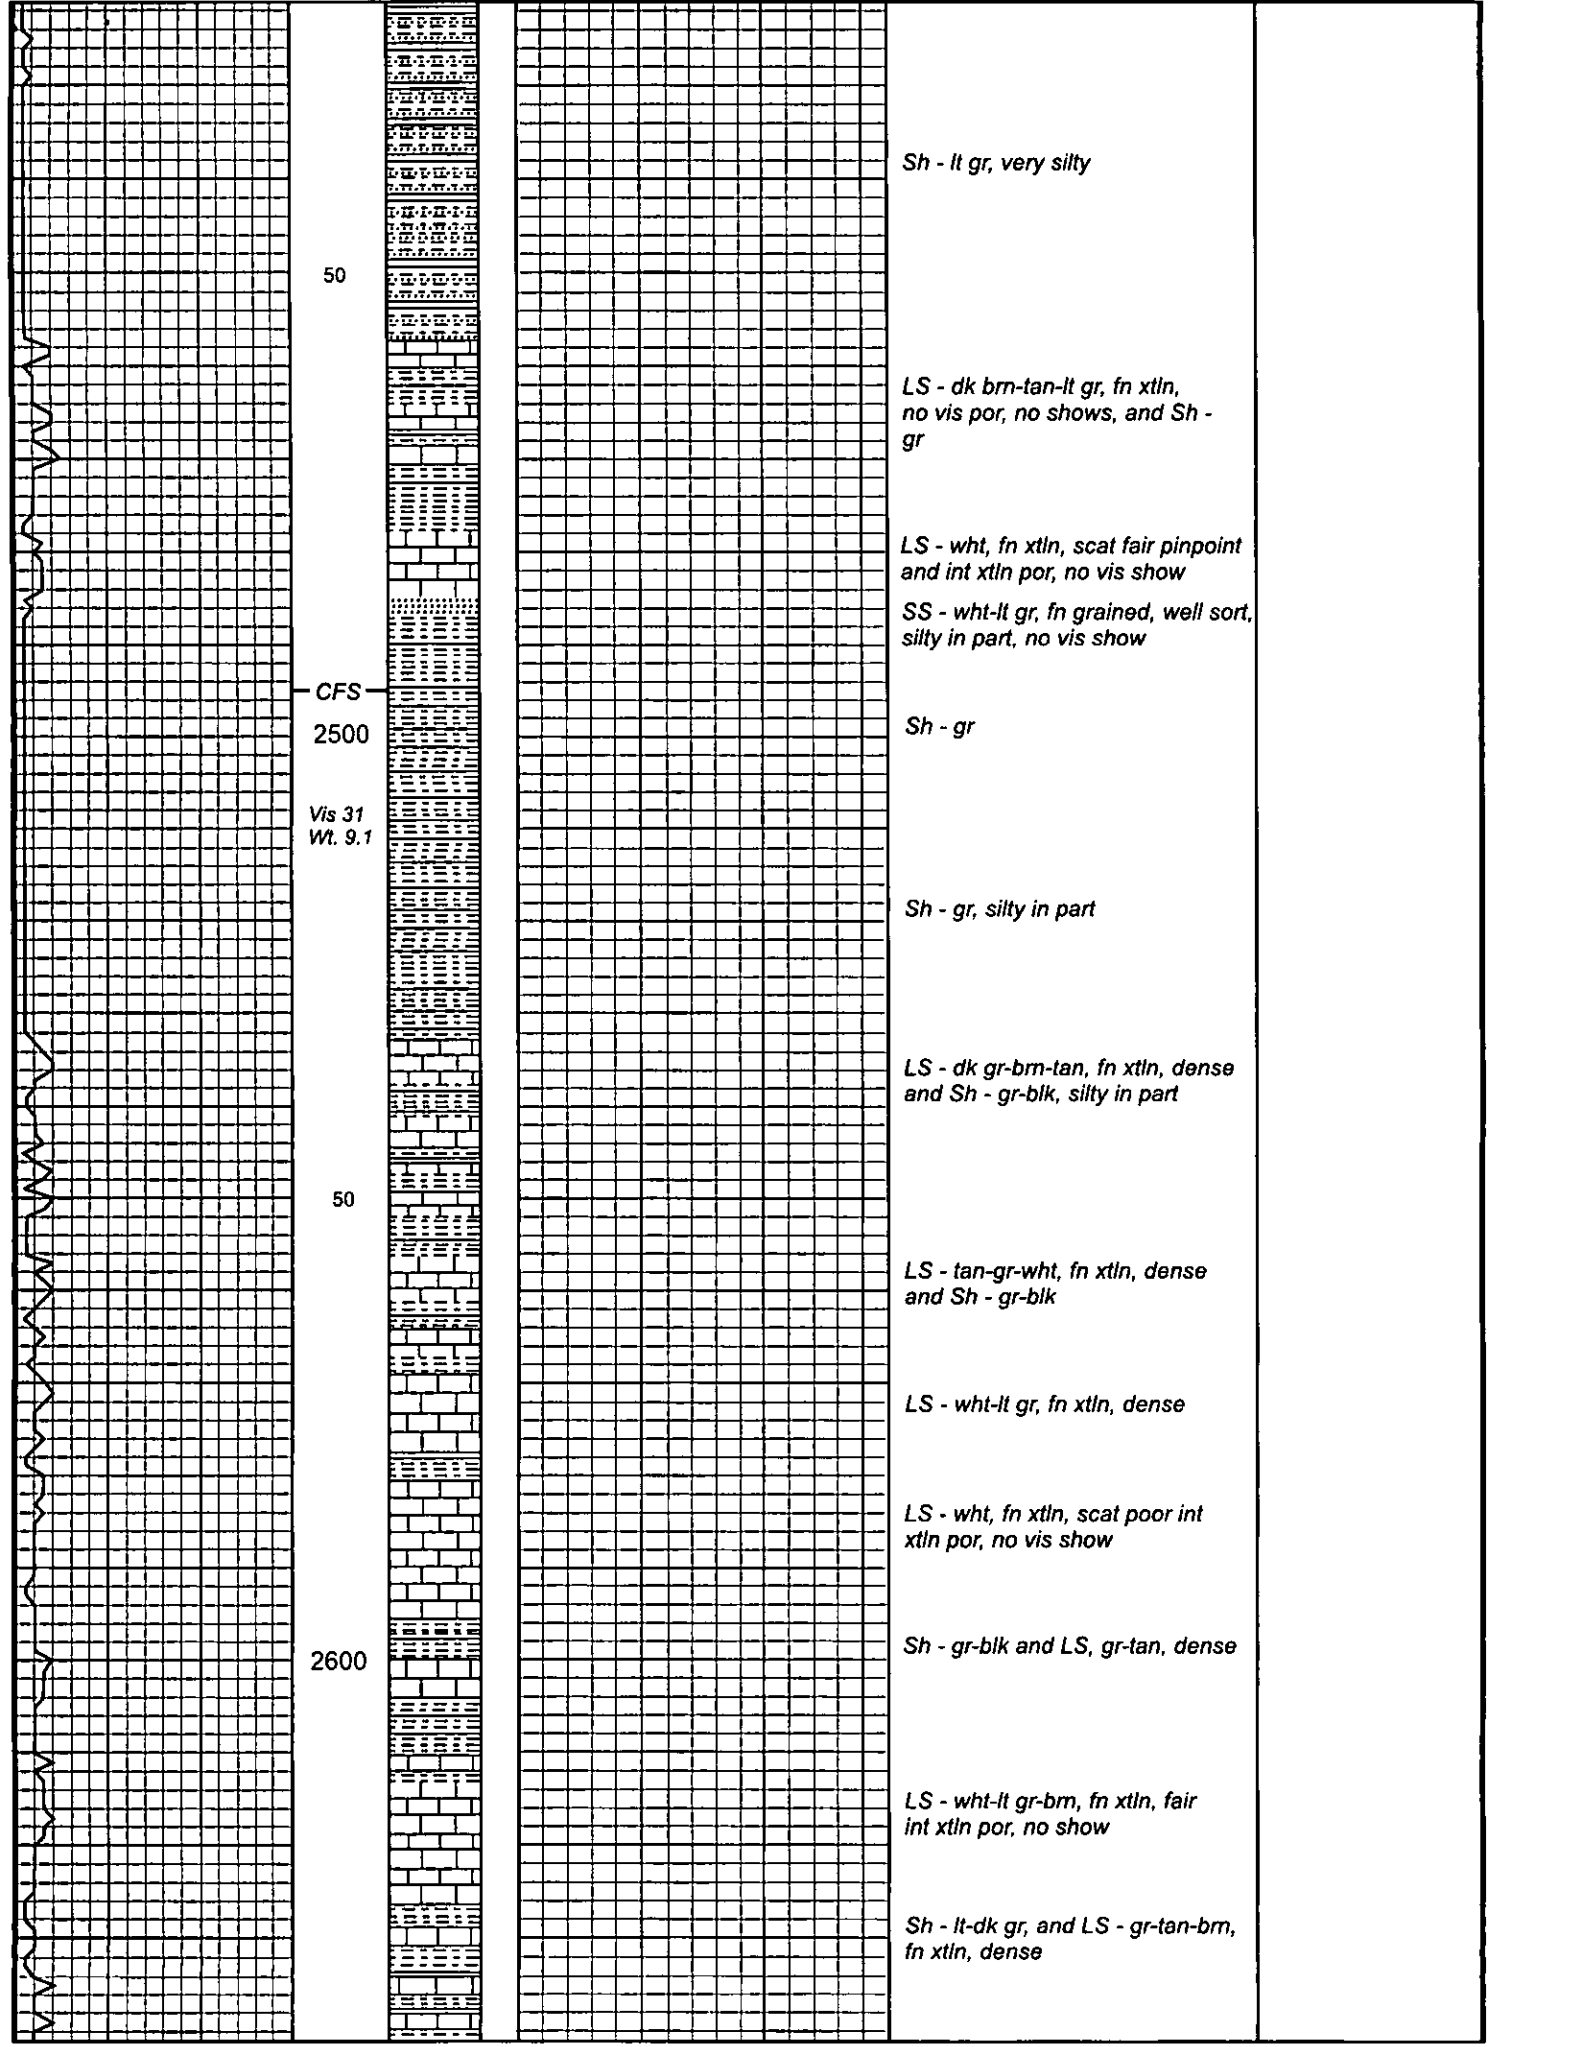 Sh - lt gr, very silty
50
LS - dk brn-tan-lt gr, fn xtln,
no vis por, no shows, and Sh -
gr
LS - wht, fn xtln, scat fair pinpoint
and int xtln por, no vis show
SS - wht-lt gr, fn grained, well sort,
silty in part, no vis show
CFS
2500
Sh - gr
Vis 31
Wt. 9.1
Sh - gr, silty in part
LS - dk gr-brn-tan, fn xtln, dense
and Sh - gr-blk, silty in part
50
LS - tan-gr-wht, fn xtln, dense
and Sh - gr-blk
LS - wht-lt gr, fn xtln, dense
LS - wht, fn xtln, scat poor int
xtln por, no vis show
Sh - gr-blk and LS, gr-tan, dense
2600
LS - wht-lt gr-brn, fn xtln, fair
int xtln por, no show
Sh - lt-dk gr, and LS - gr-tan-brn,
fn xtln, dense